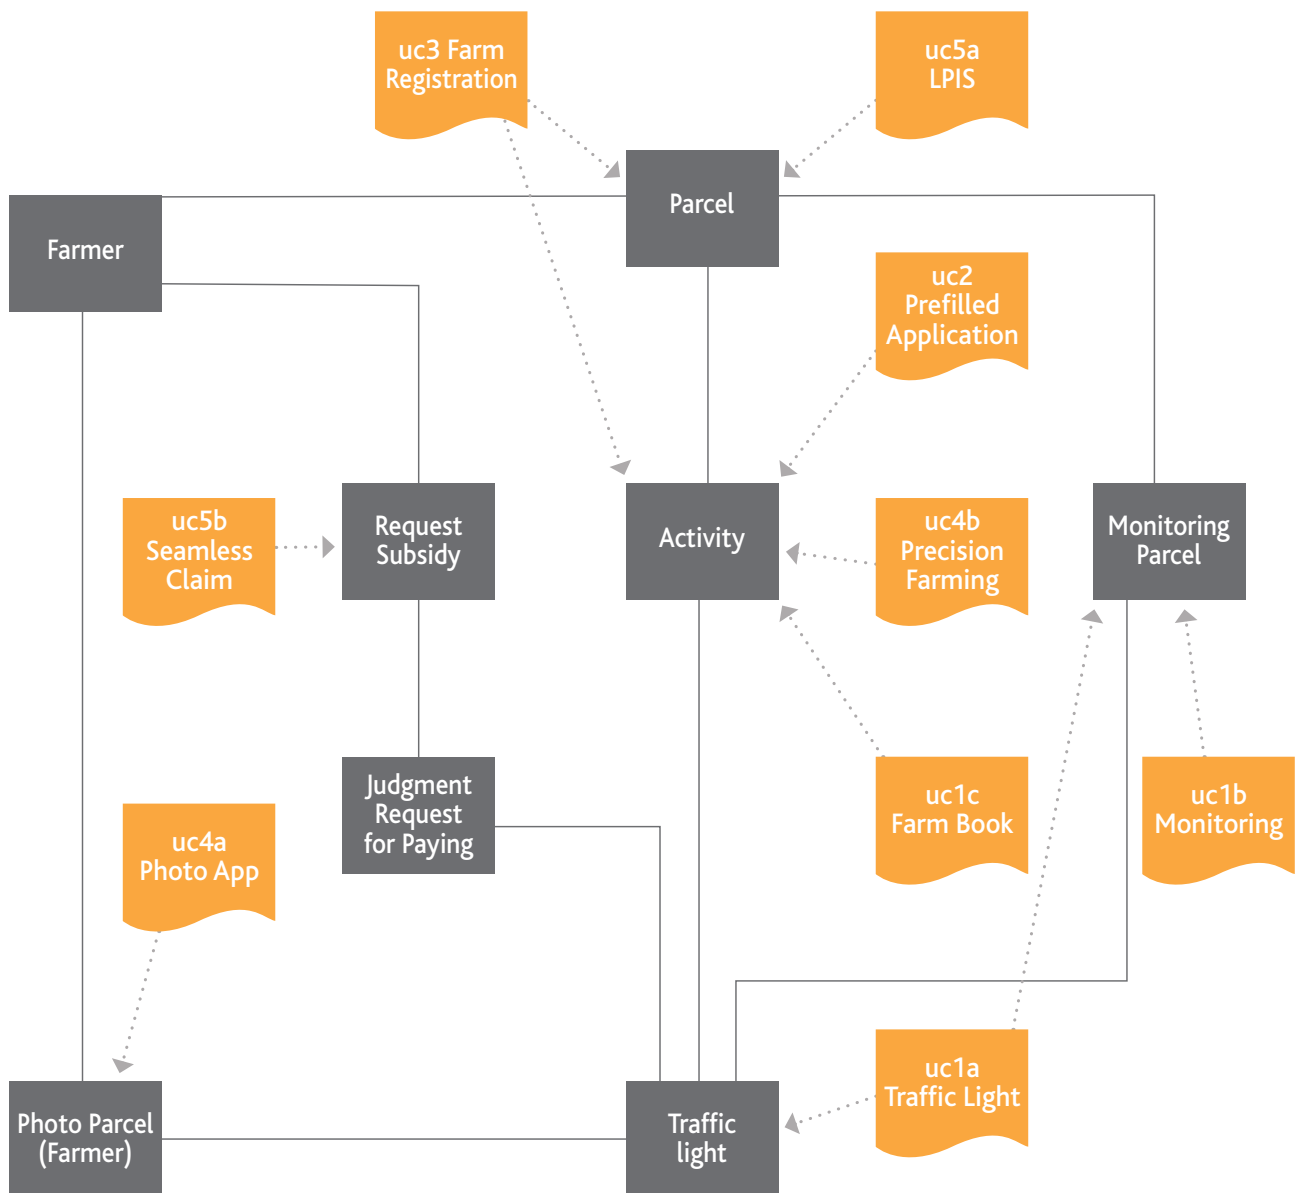 uc3 Farm
Registration
uc5a
LPIS
Parcel
Farmer
uc2
Prefilled
Application
uc5b
Seamless
Claim
Request
Subsidy
Activity
uc4b
Precision
Farming
Monitoring
Parcel
Judgment
Request
for Paying
uc1c
Farm Book
uc1b
Monitoring
uc4a
Photo App
uc1a
Traffic Light
Photo Parcel
(Farmer)
Traffic
light